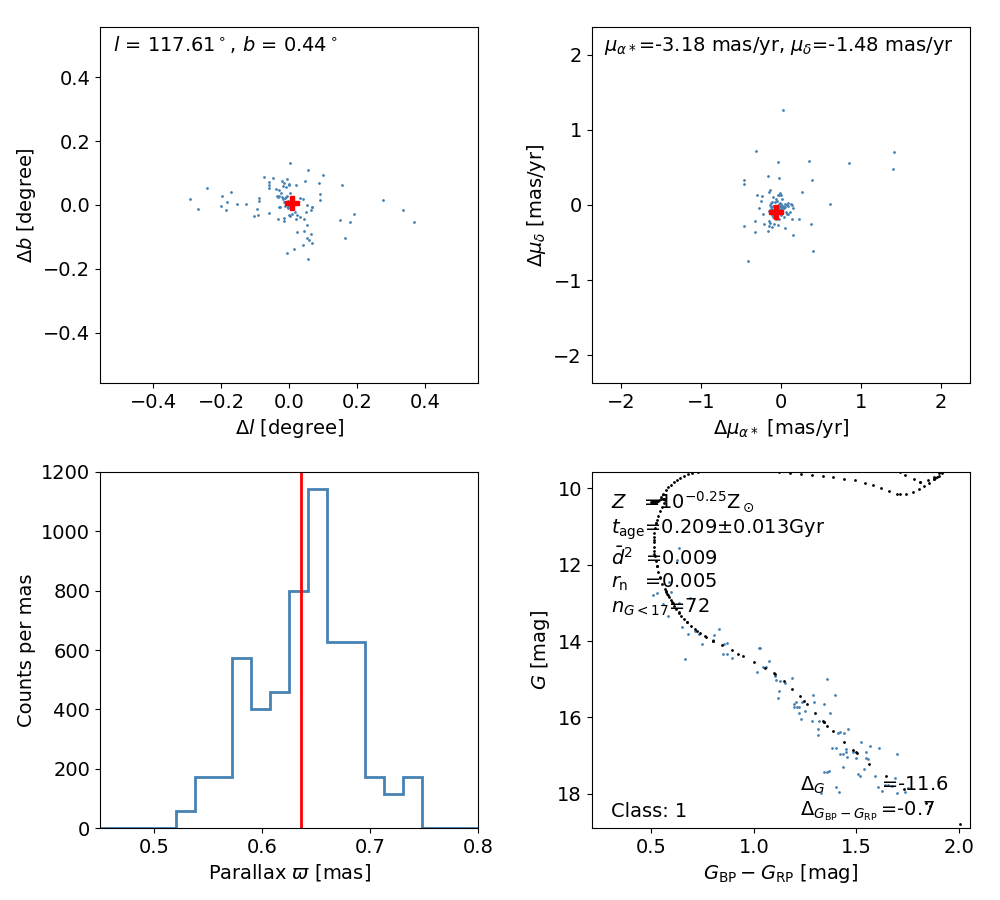 l = 117.61°, b = 0.44°
0.4
0.2
0.0
−0.2
−0.4
Δb [degree]
−0.4 −0.2 0.0 0.2 0.4
Δl [degree]
μα*=-3.18 mas/yr, μδ=-1.48 mas/yr
2
1
0
−1
−2
Δμδ [mas/yr]
−2 −1 0 1 2
Δμα* [mas/yr]
1200
1000
800
600
400
200
0
Counts per mas
0.5 0.6 0.7 0.8
Parallax ϖ [mas]
Z =10^−0.25 Z⊙
tage=0.209±0.013Gyr
d̄² =0.009
rn =0.005
nG<17=72
10
12
14
16
18
G [mag]
ΔG =-11.6
ΔGBP−GRP=-0.7
Class: 1
0.5 1.0 1.5 2.0
GBP − GRP [mag]